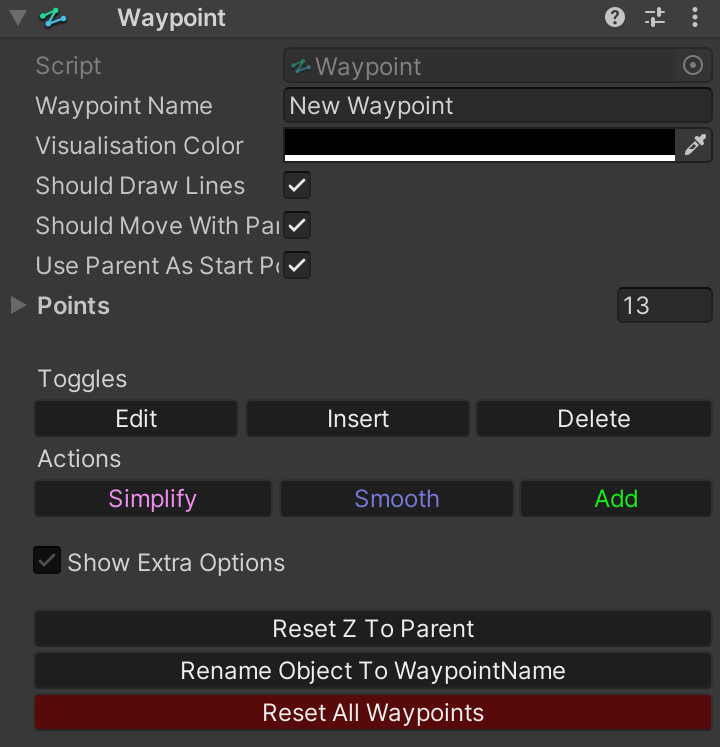 Waypoint
Script Waypoint
Waypoint Name New Waypoint
Visualisation Color
Should Draw Lines
Should Move With Par
Use Parent As Start Po
Points 13
Toggles
Edit Insert Delete
Actions
Simplify Smooth Add
Show Extra Options
Reset Z To Parent
Rename Object To WaypointName
Reset All Waypoints